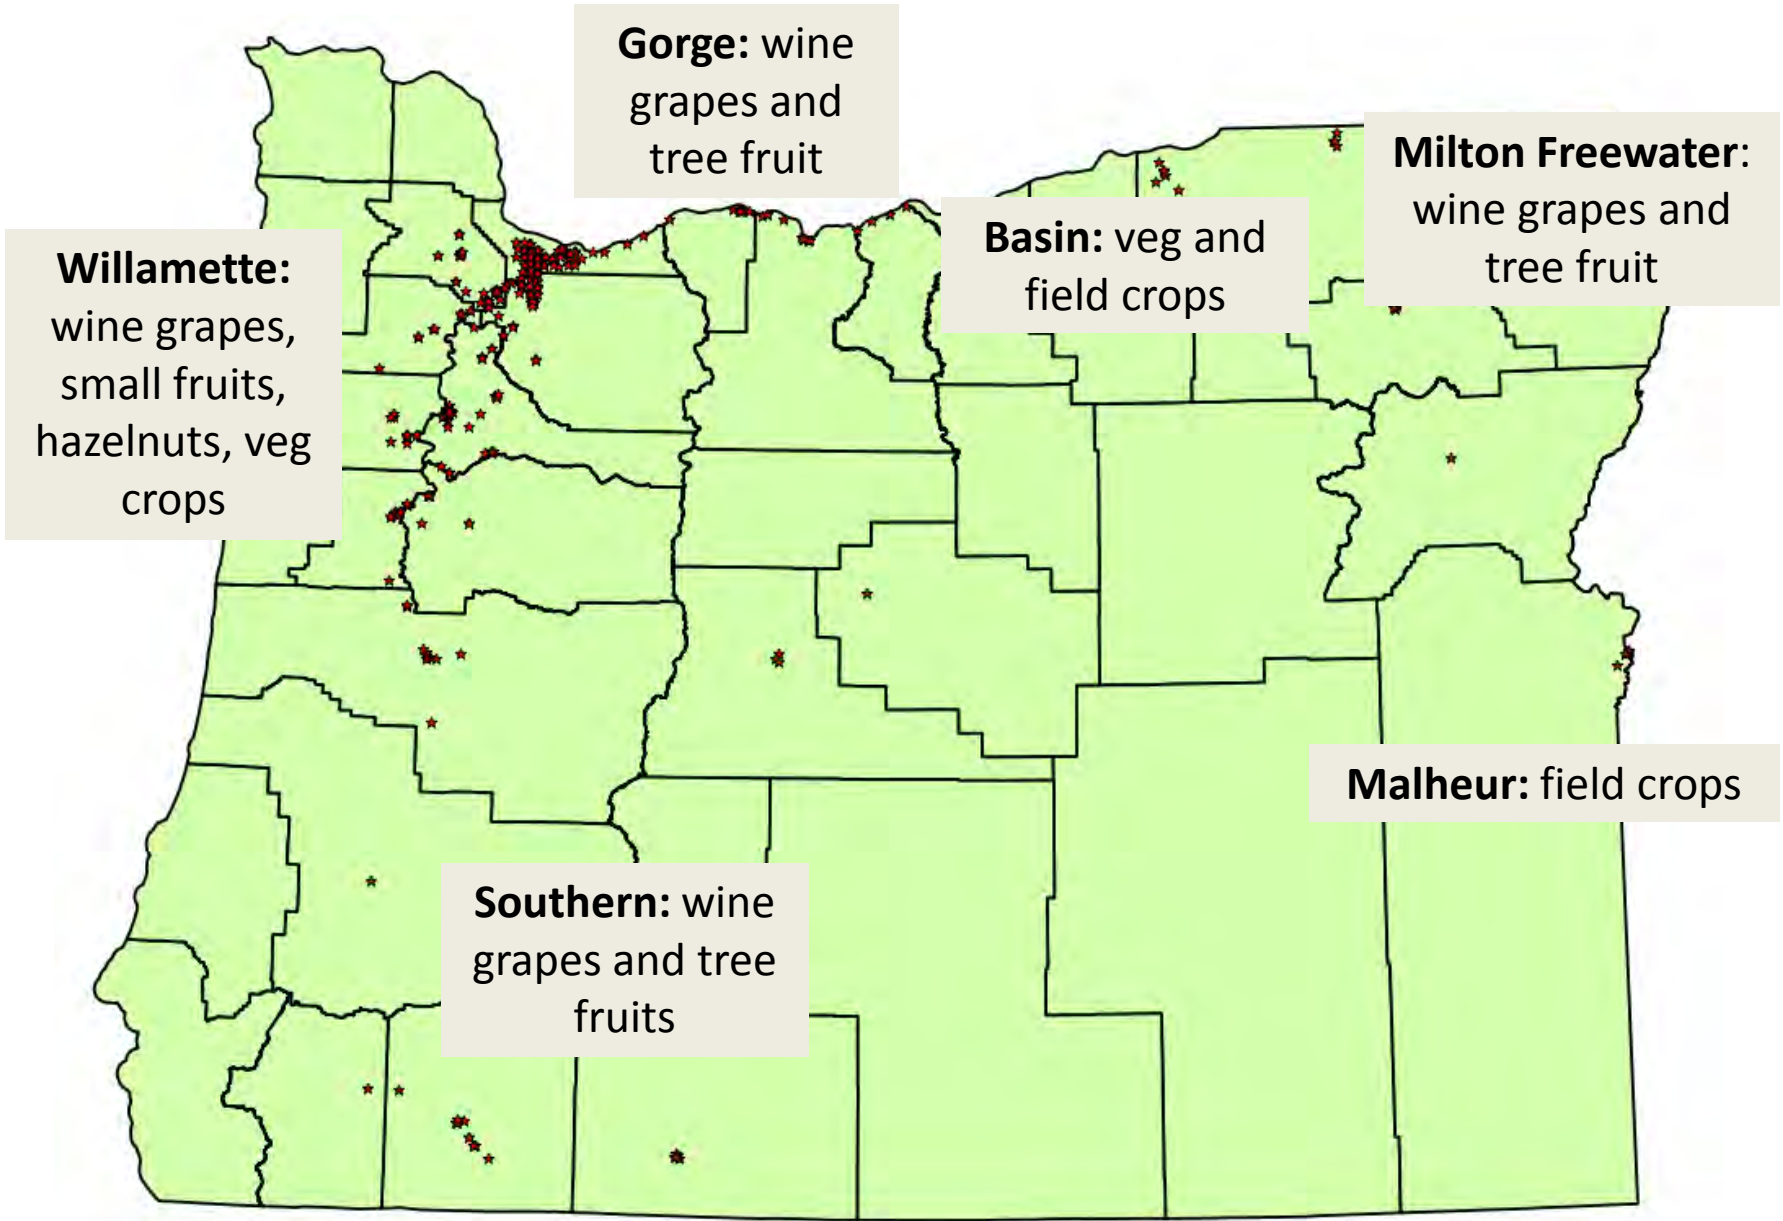 Gorge: wine
grapes and
tree fruit
Milton Freewater:
wine grapes and
tree fruit
Basin: veg and
field crops
Willamette:
wine grapes,
small fruits,
hazelnuts, veg
crops
Malheur: field crops
Southern: wine
grapes and tree
fruits